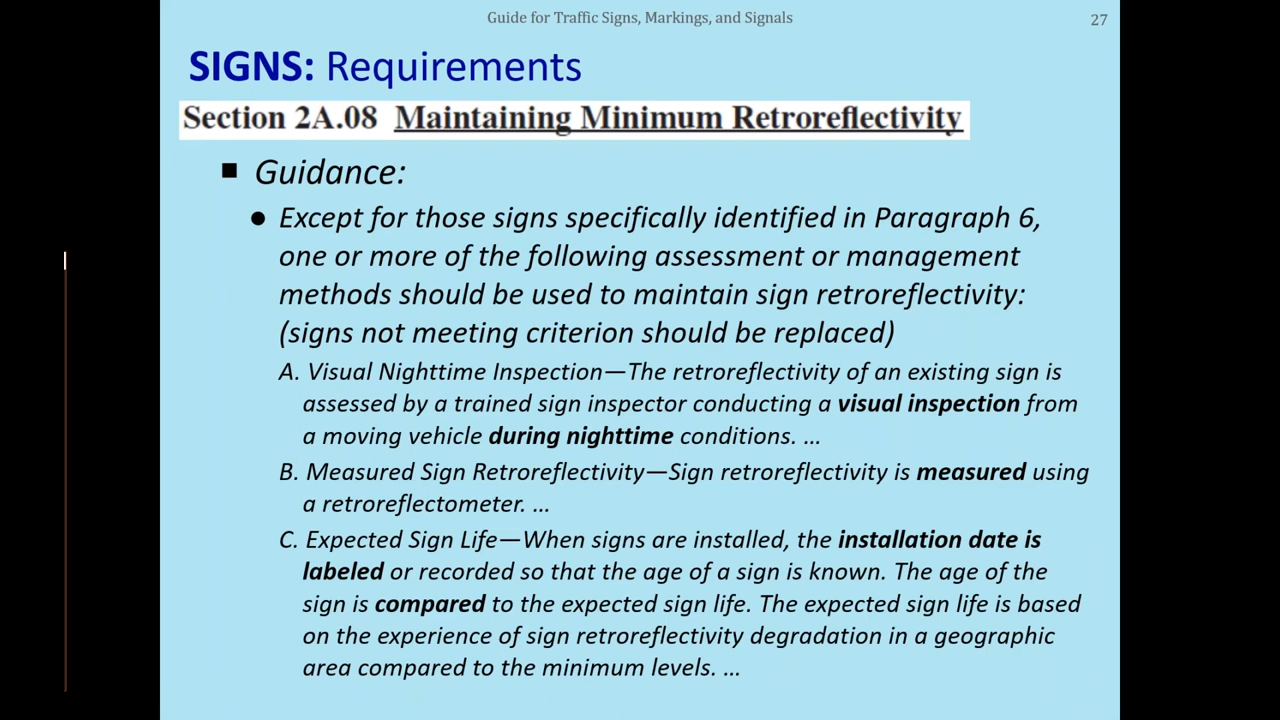 Guide for Traffic Signs, Markings, and Signals
27
SIGNS: Requirements
Section 2A.08 Maintaining Minimum Retroreflectivity
■ Guidance:
● Except for those signs specifically identified in Paragraph 6,
one or more of the following assessment or management
methods should be used to maintain sign retroreflectivity:
(signs not meeting criterion should be replaced)
A. Visual Nighttime Inspection—The retroreflectivity of an existing sign is
assessed by a trained sign inspector conducting a visual inspection from
a moving vehicle during nighttime conditions. …
B. Measured Sign Retroreflectivity—Sign retroreflectivity is measured using
a retroreflectometer. …
C. Expected Sign Life—When signs are installed, the installation date is
labeled or recorded so that the age of a sign is known. The age of the
sign is compared to the expected sign life. The expected sign life is based
on the experience of sign retroreflectivity degradation in a geographic
area compared to the minimum levels. …